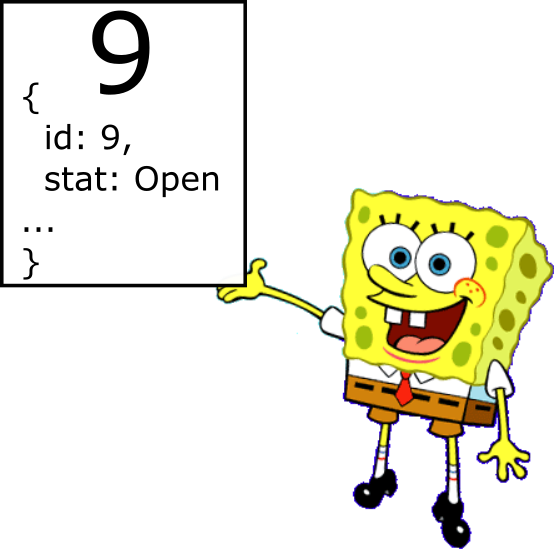 9
{
id: 9,
stat: Open
...
}